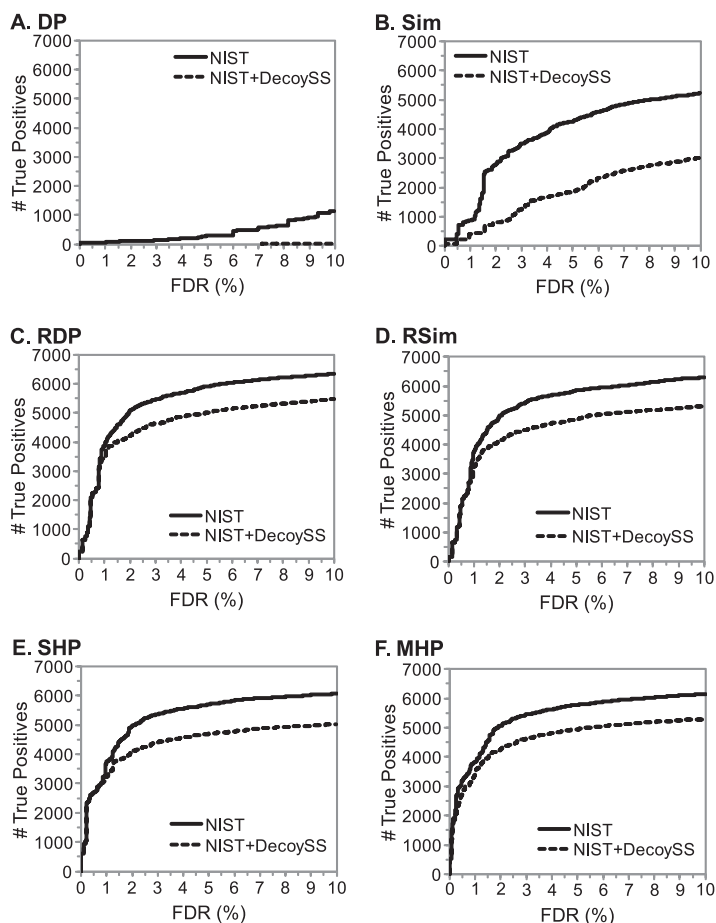 A. DP
7000
6000
5000
4000
3000
2000
1000
0
# True Positives
NIST
NIST+DecoySS
0 1 2 3 4 5 6 7 8 9 10
FDR (%)
B. Sim
7000
6000
5000
4000
3000
2000
1000
0
# True Positives
NIST
NIST+DecoySS
0 1 2 3 4 5 6 7 8 9 10
FDR (%)
C. RDP
7000
6000
5000
4000
3000
2000
1000
0
# True Positives
NIST
NIST+DecoySS
0 1 2 3 4 5 6 7 8 9 10
FDR (%)
D. RSim
7000
6000
5000
4000
3000
2000
1000
0
# True Positives
NIST
NIST+DecoySS
0 1 2 3 4 5 6 7 8 9 10
FDR (%)
E. SHP
7000
6000
5000
4000
3000
2000
1000
0
# True Positives
NIST
NIST+DecoySS
0 1 2 3 4 5 6 7 8 9 10
FDR (%)
F. MHP
7000
6000
5000
4000
3000
2000
1000
0
# True Positives
NIST
NIST+DecoySS
0 1 2 3 4 5 6 7 8 9 10
FDR (%)